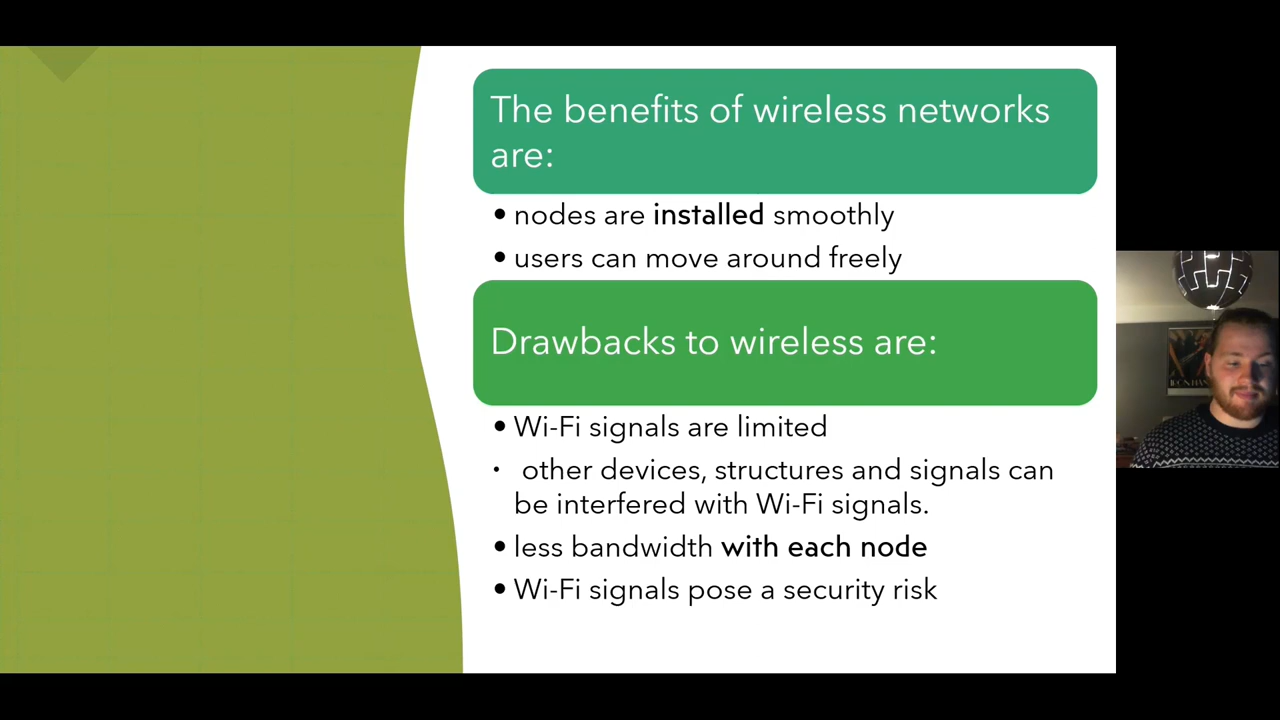 The benefits of wireless networks
are:
• nodes are installed smoothly
• users can move around freely
Drawbacks to wireless are:
• Wi-Fi signals are limited
• other devices, structures and signals can
be interfered with Wi-Fi signals.
• less bandwidth with each node
• Wi-Fi signals pose a security risk